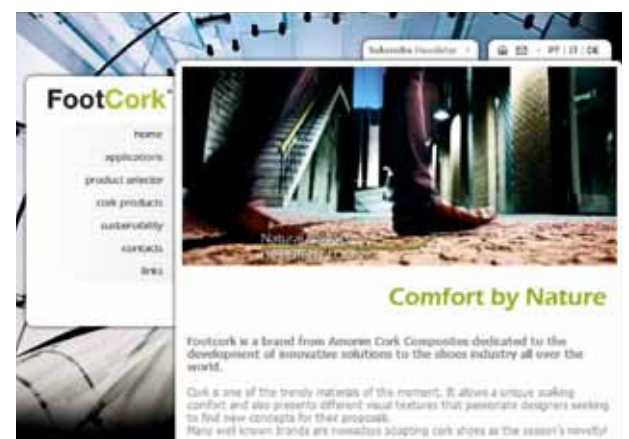 Subscribe Newsletter
PT | IT | DE
FootCork
home
applications
product selector
cork products
sustainability
contacts
links
Natural
Comfort by Nature
Footcork is a brand from Amorim Cork Composites dedicated to the
development of innovative solutions to the shoes industry all over the
world.
Cork is one of the trendy materials of the moment. It allows a unique walking
comfort and also presents different visual textures that passionate designers seeking
to find new concepts for their proposals.
Many well known brands are nowadays adapting cork shoes as the season's novelty!